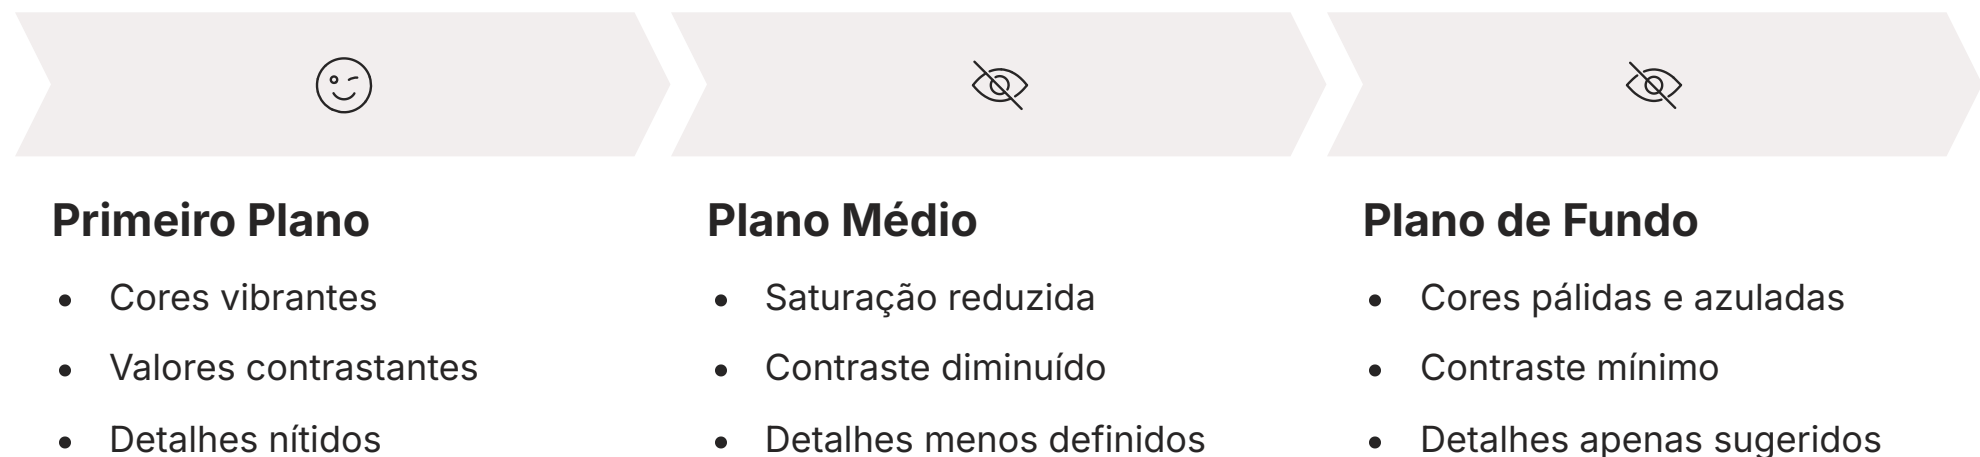 Primeiro Plano
• Cores vibrantes
• Valores contrastantes
• Detalhes nítidos
Plano Médio
• Saturação reduzida
• Contraste diminuído
• Detalhes menos definidos
Plano de Fundo
• Cores pálidas e azuladas
• Contraste mínimo
• Detalhes apenas sugeridos